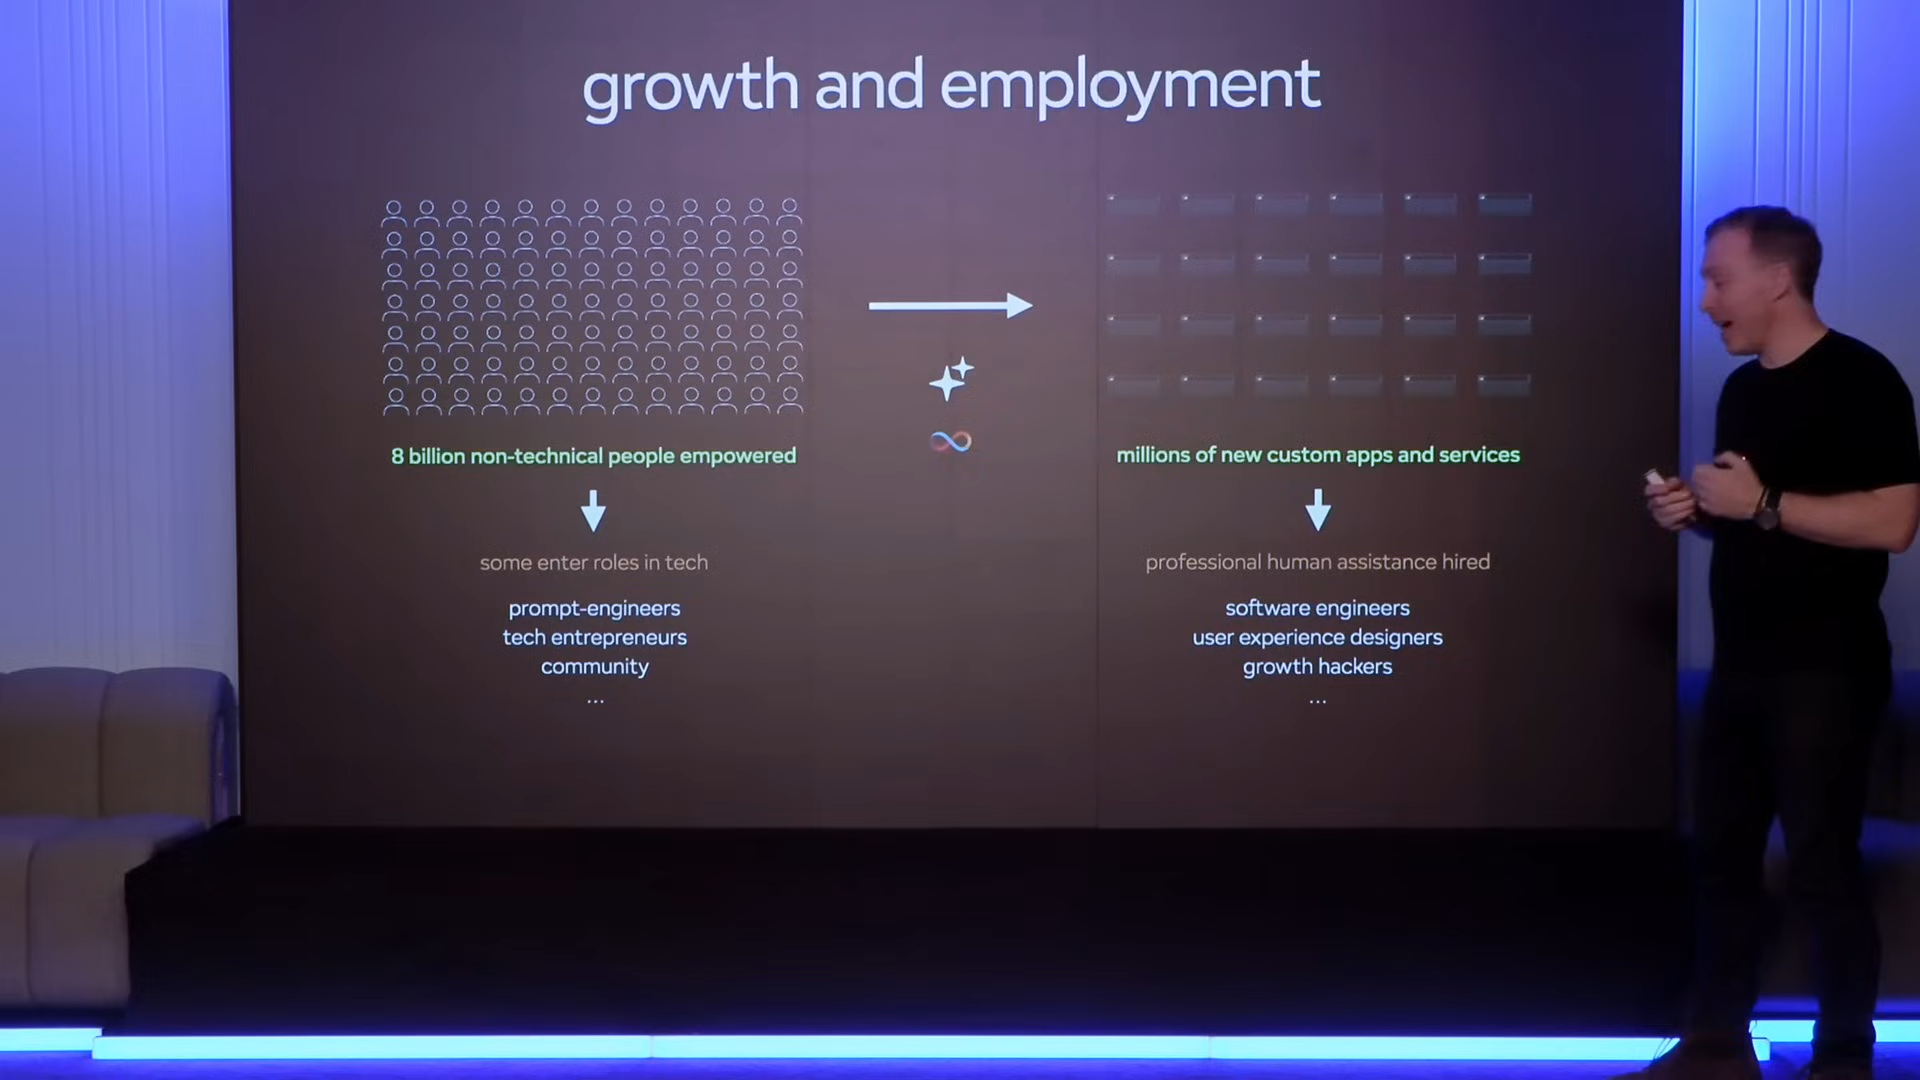 growth and employment
8 billion non-technical people empowered
some enter roles in tech
prompt-engineers
tech entrepreneurs
community
...
millions of new custom apps and services
professional human assistance hired
software engineers
user experience designers
growth hackers
...